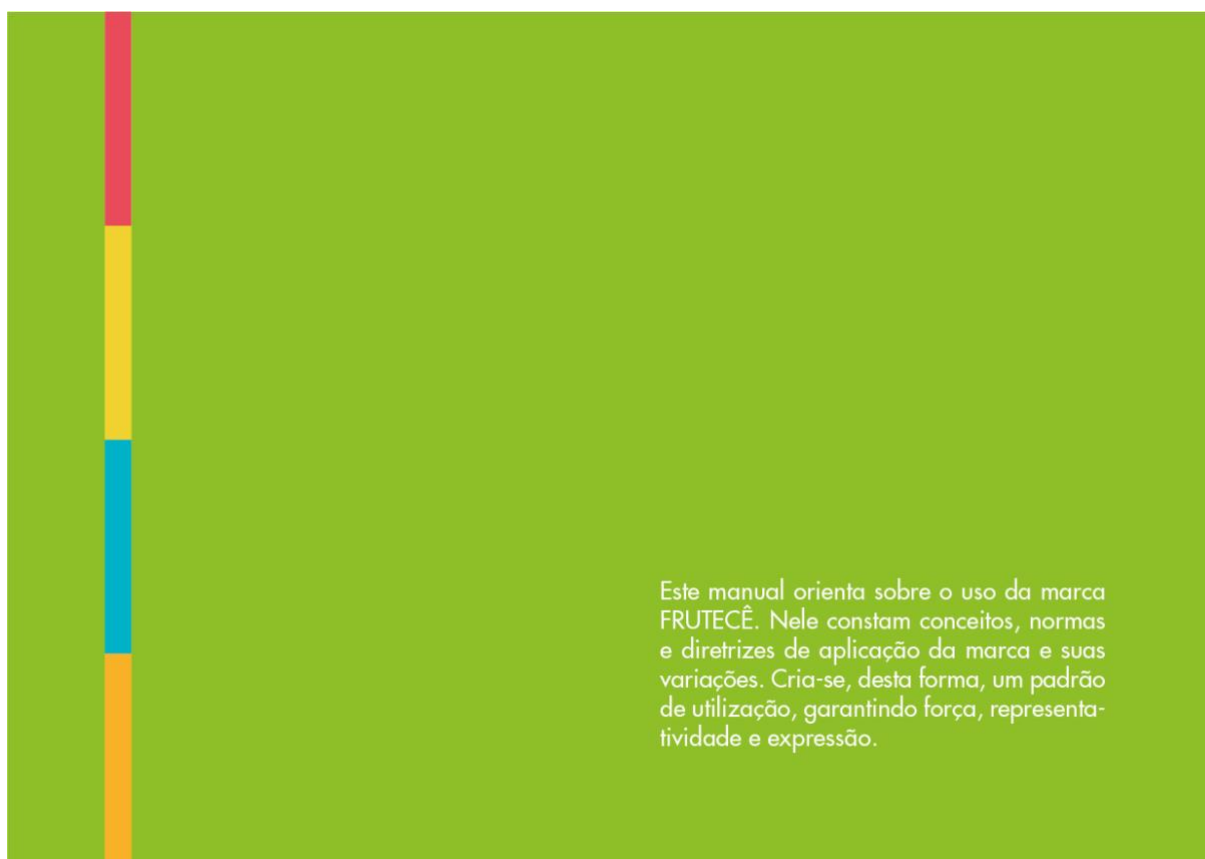 Este manual orienta sobre o uso da marca
FRUTECÊ. Nele constam conceitos, normas
e diretrizes de aplicação da marca e suas
variações. Cria-se, desta forma, um padrão
de utilização, garantindo força, representa-
tividade e expressão.